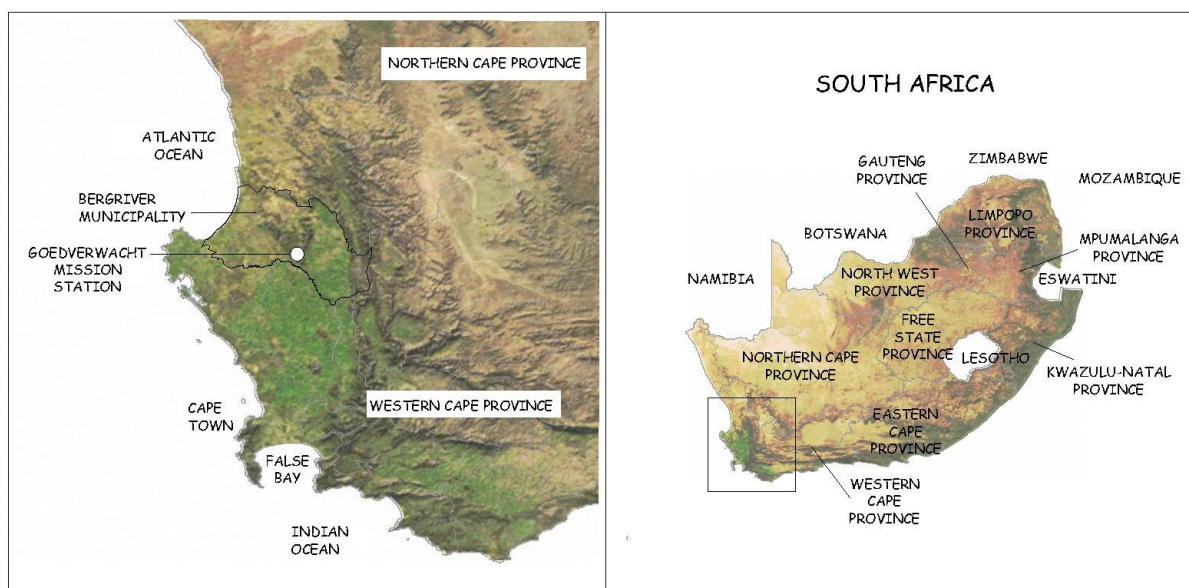 NORTHERN CAPE PROVINCE
ATLANTIC
OCEAN
BERGRIVER
MUNICIPALITY
GOEDVERWACHT
MISSION
STATION
CAPE
TOWN
WESTERN CAPE PROVINCE
FALSE
BAY
INDIAN
OCEAN
SOUTH AFRICA
GAUTENG
PROVINCE
ZIMBABWE
MOZAMBIQUE
LIMPOPO
PROVINCE
BOTSWANA
MPUMALANGA
PROVINCE
NAMIBIA
NORTH WEST
PROVINCE
ESWATINI
FREE
STATE
PROVINCE
LESOTHO
NORTHERN CAPE
PROVINCE
KWAZULU-NATAL
PROVINCE
EASTERN
CAPE
PROVINCE
WESTERN
CAPE
PROVINCE